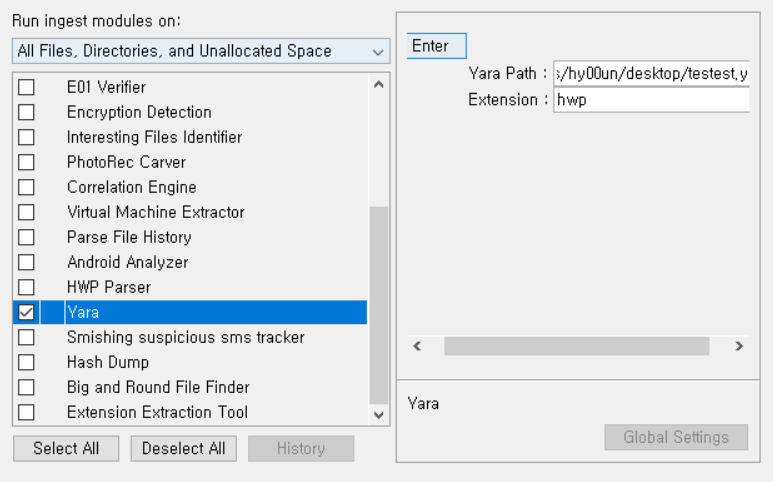 Run ingest modules on:
All Files, Directories, and Unallocated Space
E01 Verifier
Encryption Detection
Interesting Files Identifier
PhotoRec Carver
Correlation Engine
Virtual Machine Extractor
Parse File History
Android Analyzer
HWP Parser
Yara
Smishing suspicious sms tracker
Hash Dump
Big and Round File Finder
Extension Extraction Tool
Select All
Deselect All
History
Enter
Yara Path : s/hy00un/desktop/testest.y
Extension : hwp
Yara
Global Settings